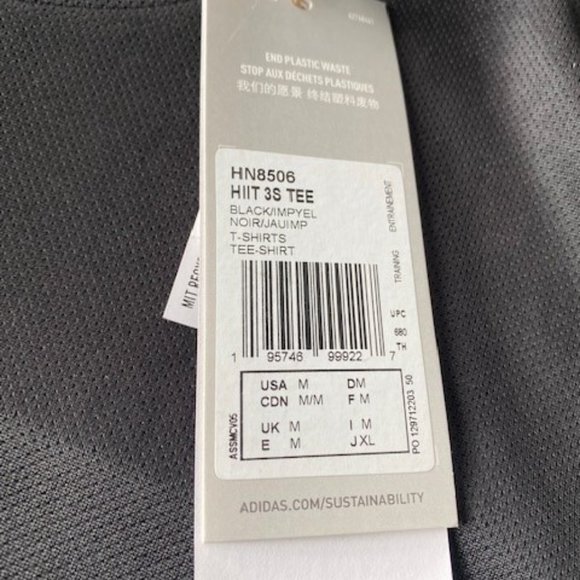 END PLASTIC WASTE
STOP AUX DÉCHETS PLASTIQUES
我们的愿景 终结塑料废物
HN8506
HIIT 3S TEE
BLACK/IMPYEL
NOIR/JAUIMP
T-SHIRTS
TEE-SHIRT
TRAINING ENTRAINEMENT
UPC
680
TH
1 95746 99922 7
USA M DM
CDN M/M F M
UK M I M
E M J XL
ASSMCV05
PO 129712203 50
ADIDAS.COM/SUSTAINABILITY